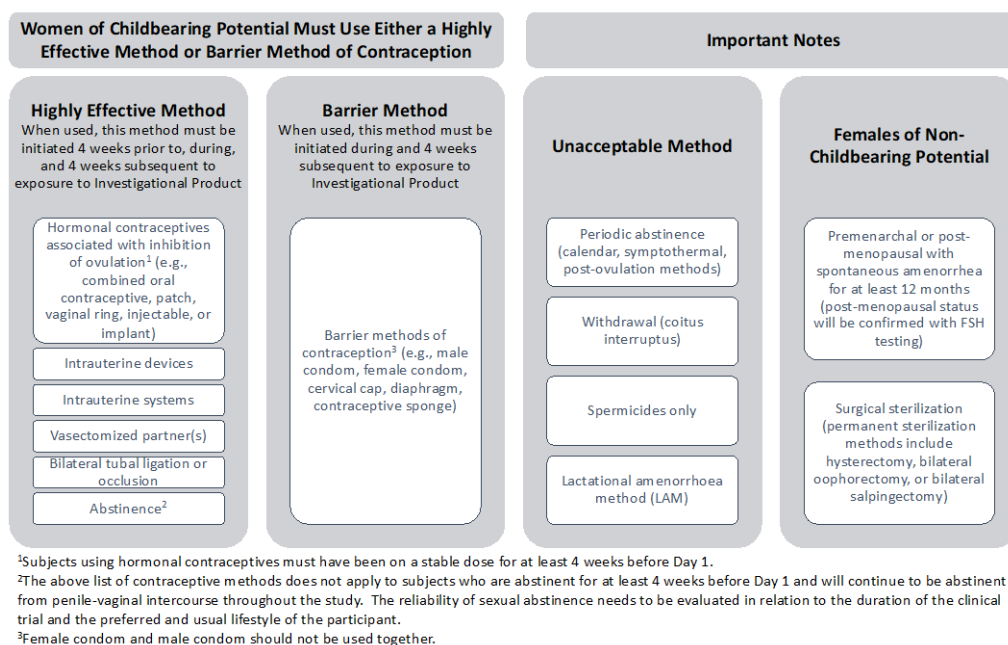 Women of Childbearing Potential Must Use Either a Highly
Effective Method or Barrier Method of Contraception
Important Notes
Highly Effective Method
When used, this method must be
initiated 4 weeks prior to, during,
and 4 weeks subsequent to
exposure to Investigational Product
Hormonal contraceptives
associated with inhibition
of ovulation¹ (e.g.,
combined oral
contraceptive, patch,
vaginal ring, injectable, or
implant)
Intrauterine devices
Intrauterine systems
Vasectomized partner(s)
Bilateral tubal ligation or
occlusion
Abstinence²
Barrier Method
When used, this method must be
initiated during and 4 weeks
subsequent to exposure to
Investigational Product
Barrier methods of
contraception³ (e.g., male
condom, female condom,
cervical cap, diaphragm,
contraceptive sponge)
Unacceptable Method
Periodic abstinence
(calendar, symptothermal,
post-ovulation methods)
Withdrawal (coitus
interruptus)
Spermicides only
Lactational amenorrhoea
method (LAM)
Females of Non-
Childbearing Potential
Premenarchal or post-
menopausal with
spontaneous amenorrhea
for at least 12 months
(post-menopausal status
will be confirmed with FSH
testing)
Surgical sterilization
(permanent sterilization
methods include
hysterectomy, bilateral
oophorectomy, or bilateral
salpingectomy)
¹Subjects using hormonal contraceptives must have been on a stable dose for at least 4 weeks before Day 1.
²The above list of contraceptive methods does not apply to subjects who are abstinent for at least 4 weeks before Day 1 and will continue to be abstinent
from penile-vaginal intercourse throughout the study. The reliability of sexual abstinence needs to be evaluated in relation to the duration of the clinical
trial and the preferred and usual lifestyle of the participant.
³Female condom and male condom should not be used together.